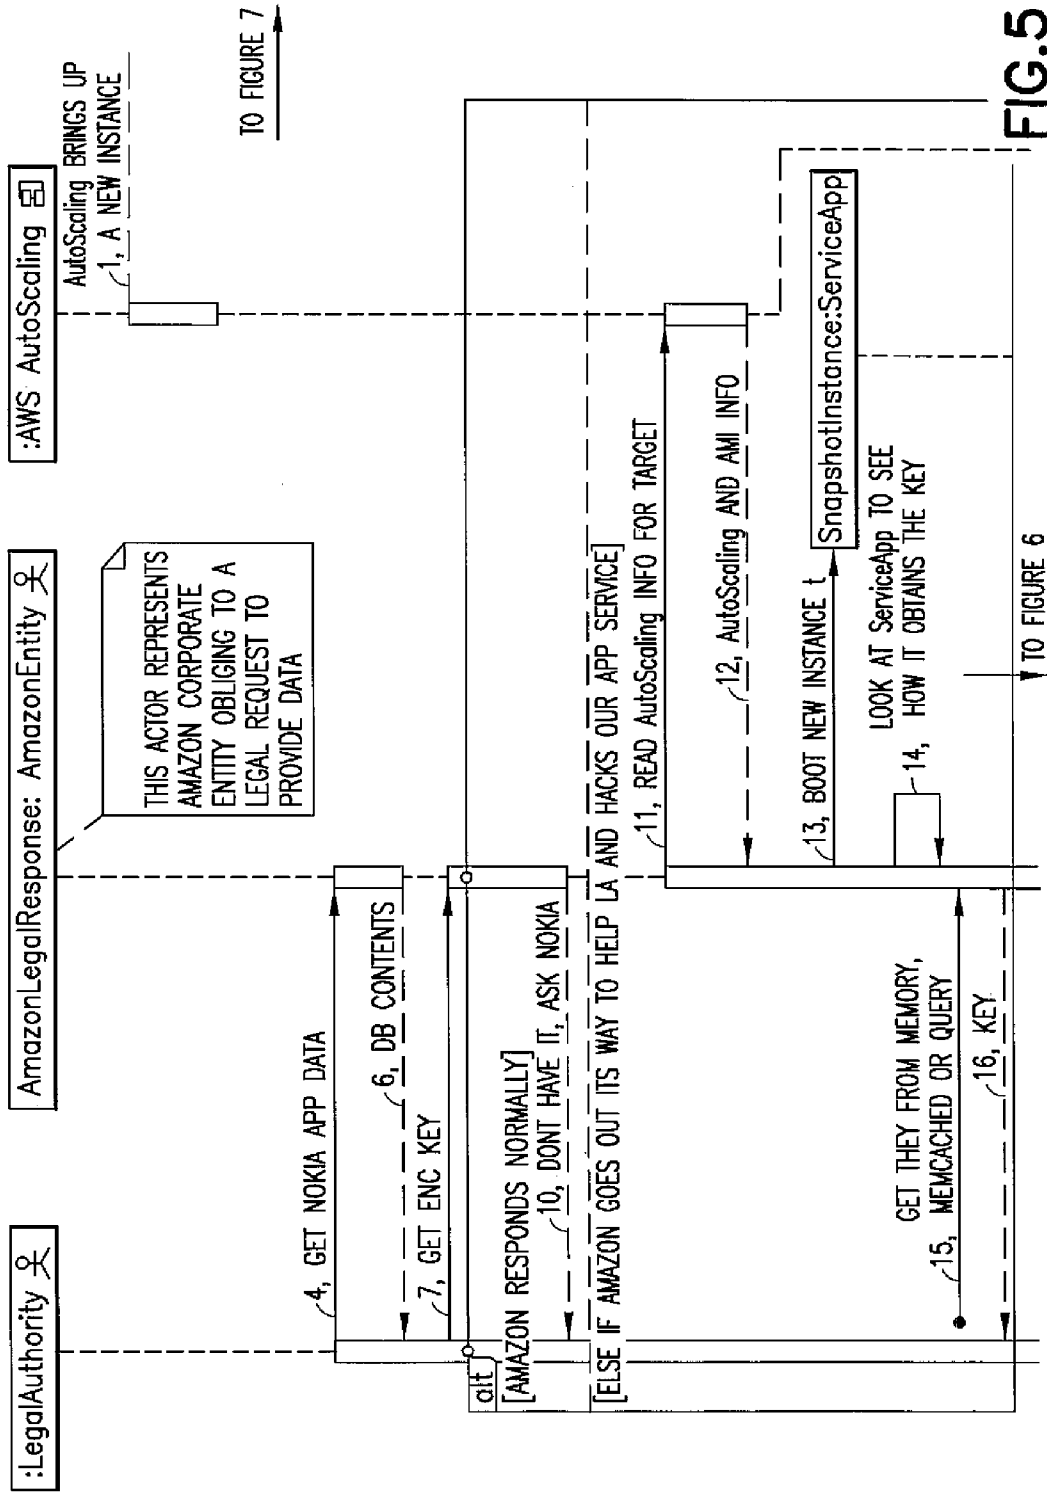 :LegalAuthority
AmazonLegalResponse: AmazonEntity
:AWS AutoScaling
THIS ACTOR REPRESENTS
AMAZON CORPORATE
ENTITY OBLIGING TO A
LEGAL REQUEST TO
PROVIDE DATA
AutoScaling BRINGS UP
1, A NEW INSTANCE
TO FIGURE 7
4, GET NOKIA APP DATA
6, DB CONTENTS
7, GET ENC KEY
alt
[AMAZON RESPONDS NORMALLY]
10, DONT HAVE IT, ASK NOKIA
[ELSE IF AMAZON GOES OUT ITS WAY TO HELP LA AND HACKS OUR APP SERVICE]
11, READ AutoScaling INFO FOR TARGET
12, AutoScaling AND AMI INFO
13, BOOT NEW INSTANCE t
SnapshotInstance:ServiceApp
LOOK AT ServiceApp TO SEE
14, HOW IT OBTAINS THE KEY
GET THEY FROM MEMORY,
15, MEMCACHED OR QUERY
16, KEY
TO FIGURE 6
FIG.5